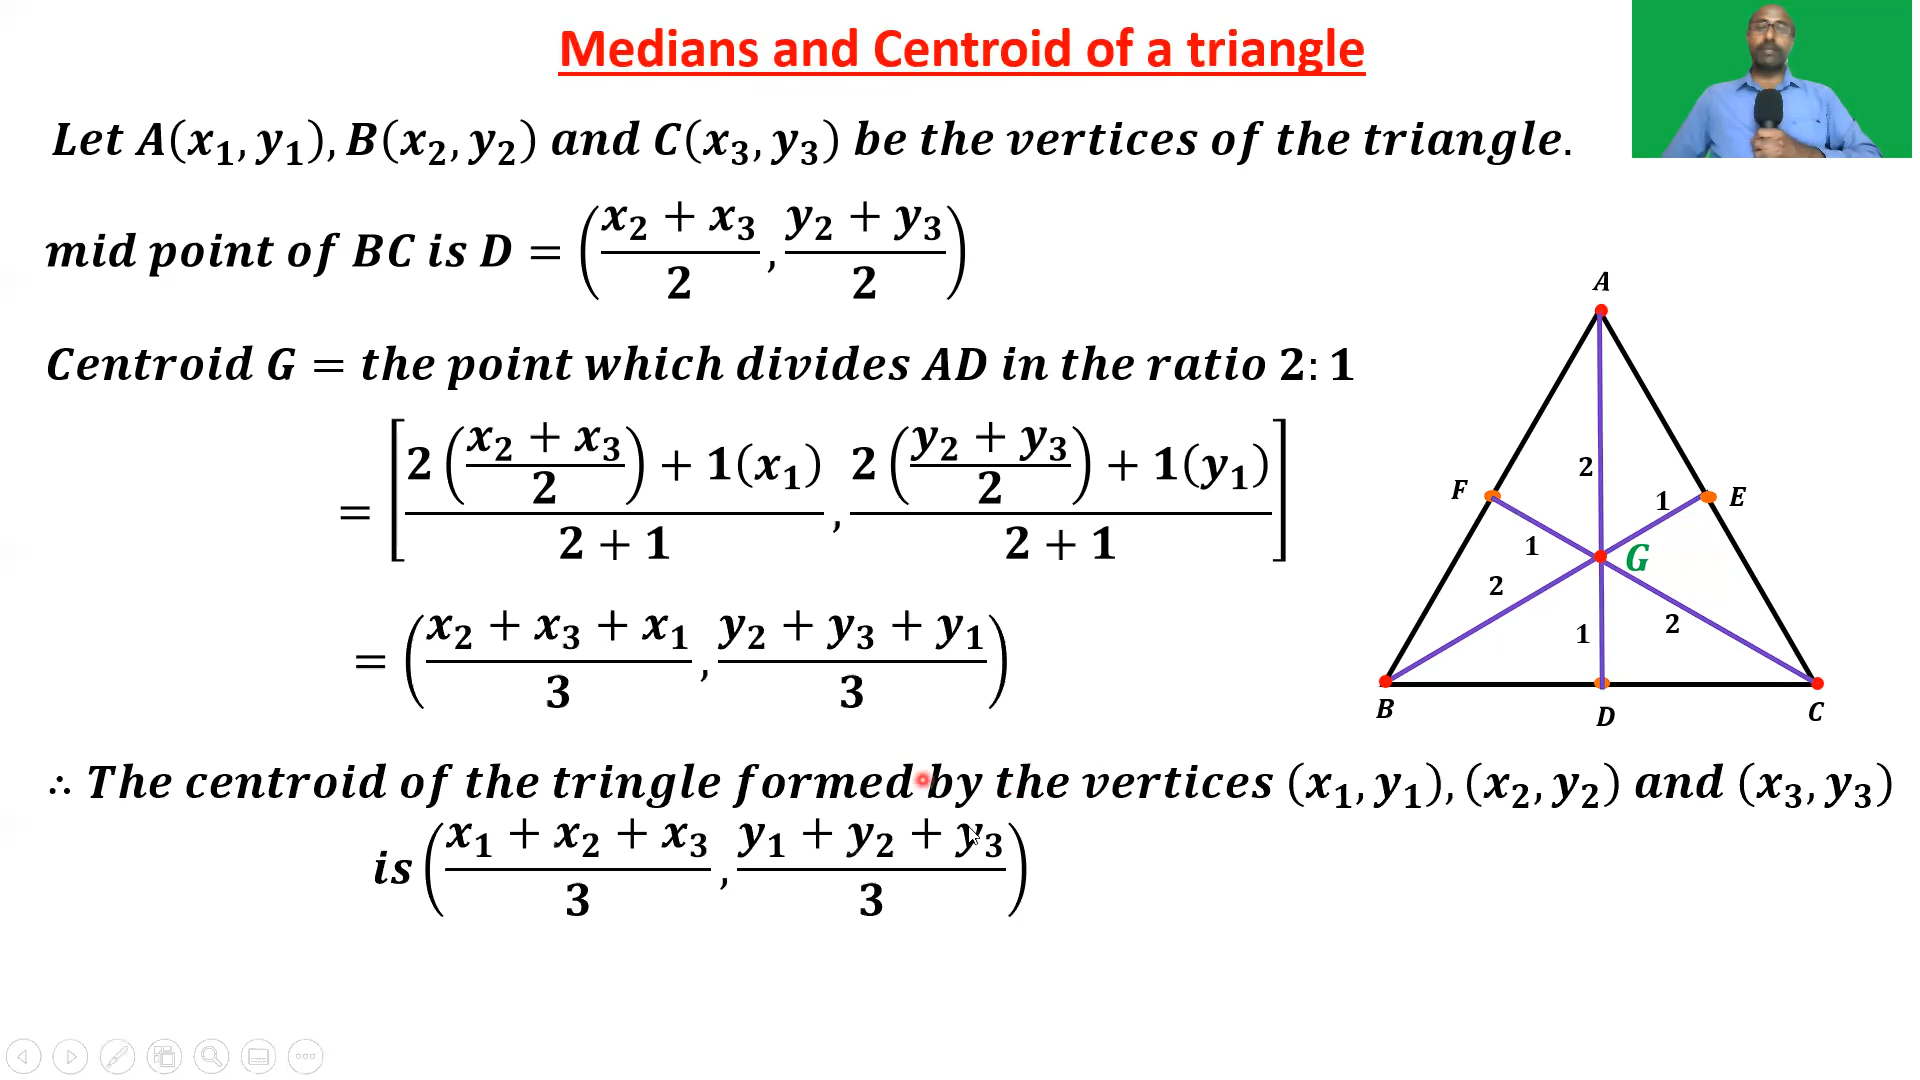 Medians and Centroid of a triangle
Let A(x₁, y₁), B(x₂, y₂) and C(x₃, y₃) be the vertices of the triangle.
mid point of BC is D = ((x₂ + x₃)/2, (y₂ + y₃)/2)
Centroid G = the point which divides AD in the ratio 2: 1
= [(2((x₂ + x₃)/2) + 1(x₁))/(2 + 1), (2((y₂ + y₃)/2) + 1(y₁))/(2 + 1)]
= ((x₂ + x₃ + x₁)/3, (y₂ + y₃ + y₁)/3)
∴ The centroid of the tringle formed by the vertices (x₁, y₁), (x₂, y₂) and (x₃, y₃)
is ((x₁ + x₂ + x₃)/3, (y₁ + y₂ + y₃)/3)
A
2
F
1
E
1
G
2
1
2
B
D
C